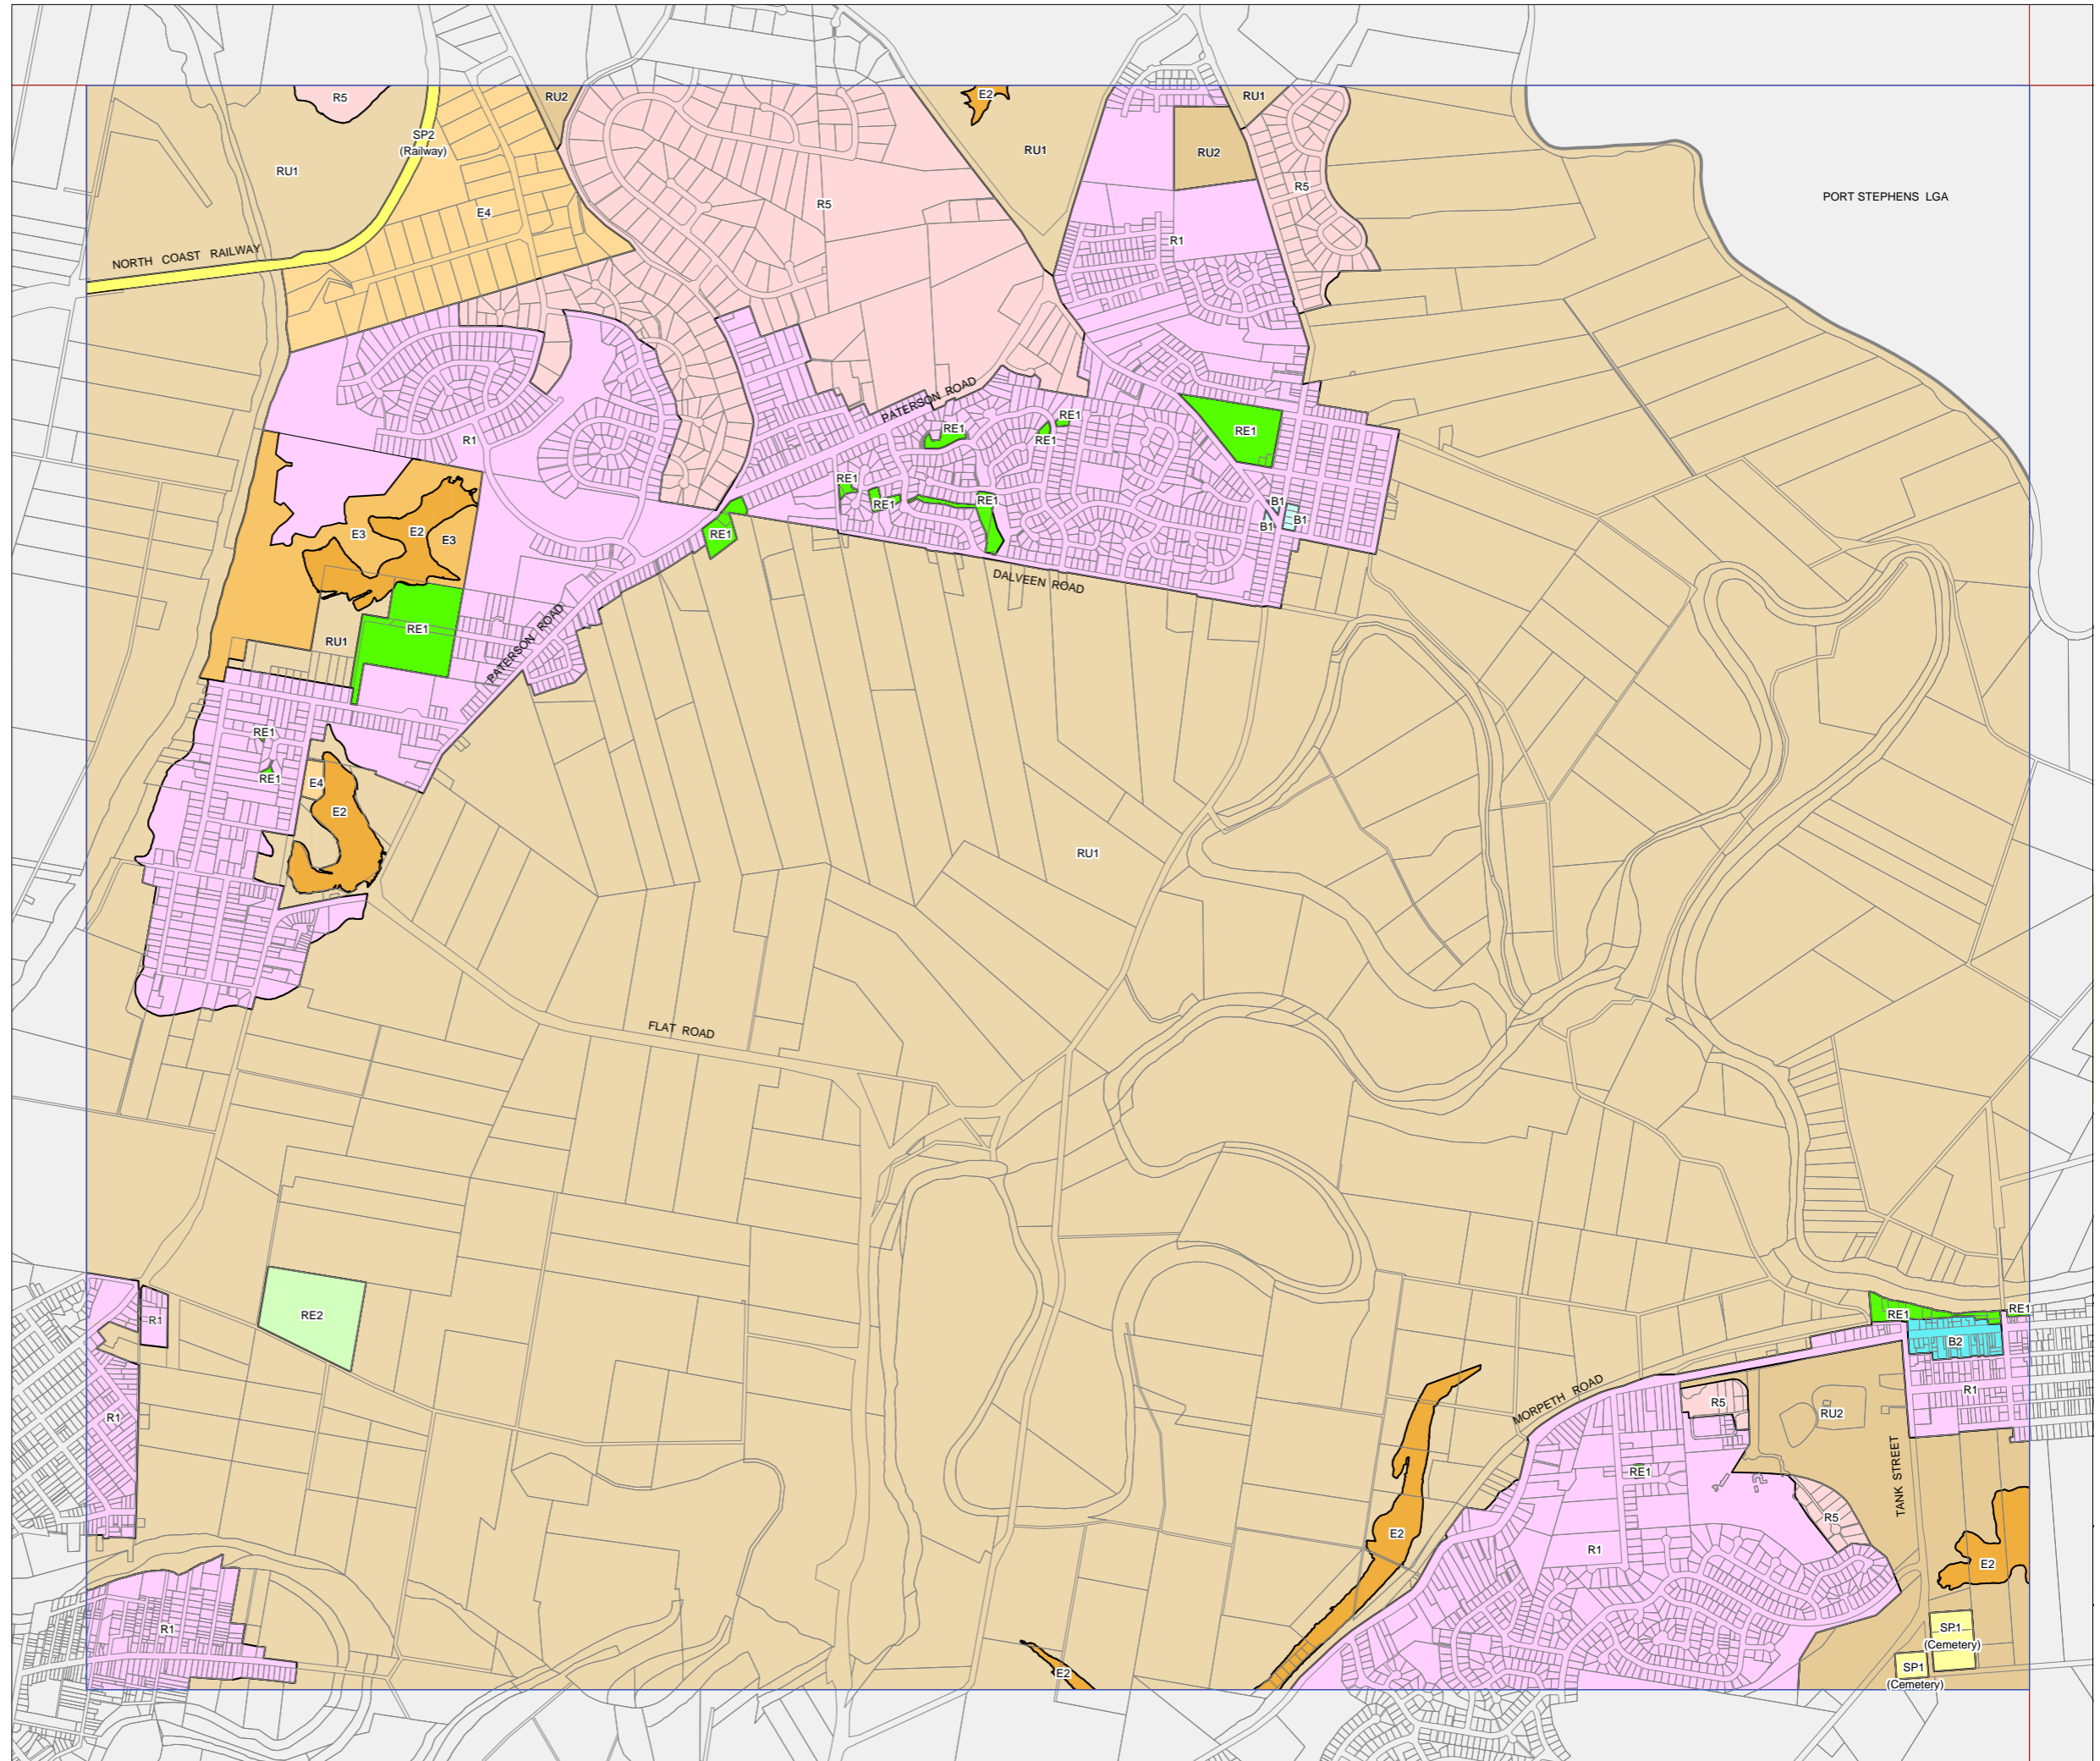 R5
RU2
E2
RU1
SP2
(Railway)
RU1
RU1
RU2
R5
PORT STEPHENS LGA
R5
E4
R1
NORTH COAST RAILWAY
PATERSON ROAD
RE1
RE1
RE1
RE1
R1
RE1
RE1
RE1
B1
B1
B1
E3
E2
E3
RE1
DALVEEN ROAD
RE1
RU1
PATERSON ROAD
RE1
RE1
E4
E2
RU1
FLAT ROAD
RE2
R1
RE1
RE1
B2
R1
MORPETH ROAD
R5
RU2
R1
RE1
TANK STREET
R5
E2
R1
E2
R1
SP1
(Cemetery)
E2
SP1
(Cemetery)